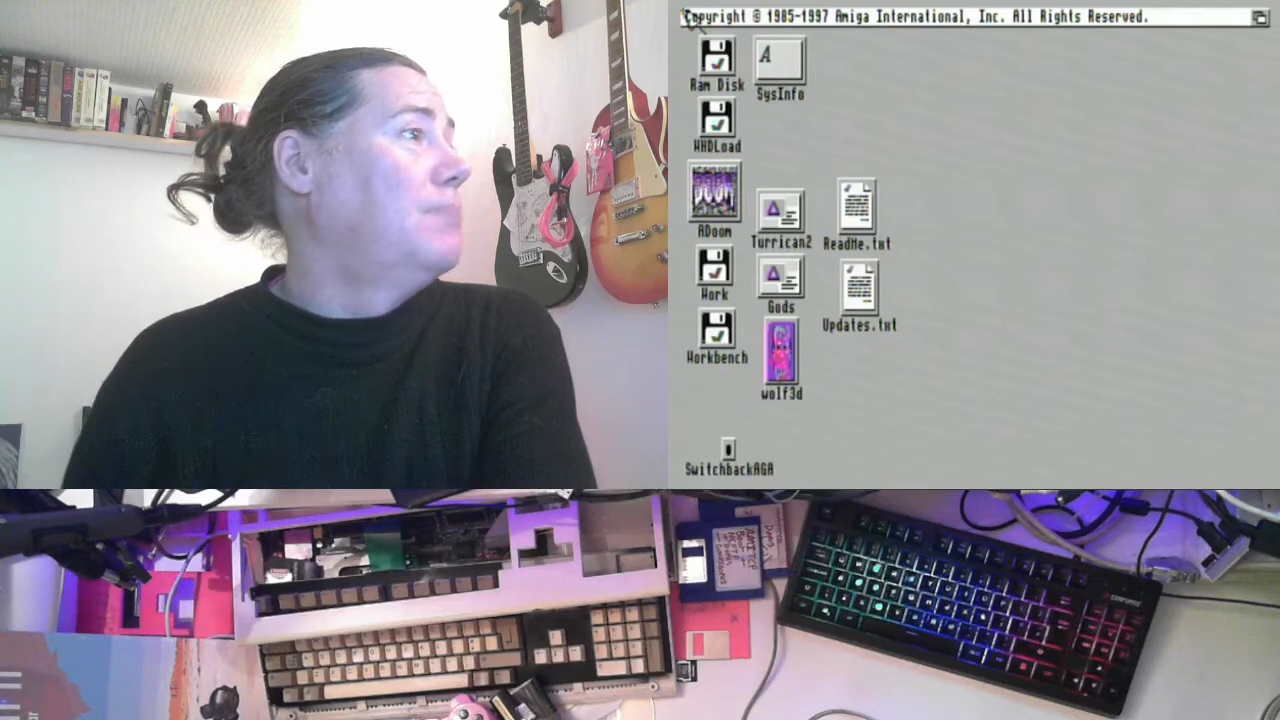 Copyright © 1985-1997 Amiga International, Inc. All Rights Reserved.
Ram Disk
SysInfo
WHDLoad
ADoom
Turrican2
ReadMe.txt
Work
Gods
Updates.txt
Workbench
wolf3d
SwitchbackAGA
AMITCP